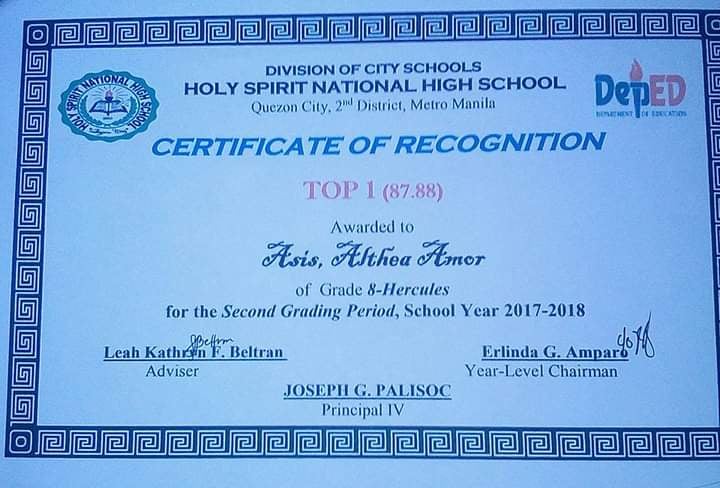 DIVISION OF CITY SCHOOLS
HOLY SPIRIT NATIONAL HIGH SCHOOL
Quezon City, 2nd District, Metro Manila
HOLY SPIRIT NATIONAL HIGH SCHOOL
DepED
DEPARTMENT OF EDUCATION
CERTIFICATE OF RECOGNITION
TOP 1 (87.88)
Awarded to
Asis, Althea Amor
of Grade 8-Hercules
for the Second Grading Period, School Year 2017-2018
Leah Kathryn F. Beltran
Adviser
Erlinda G. Amparo
Year-Level Chairman
JOSEPH G. PALISOC
Principal IV